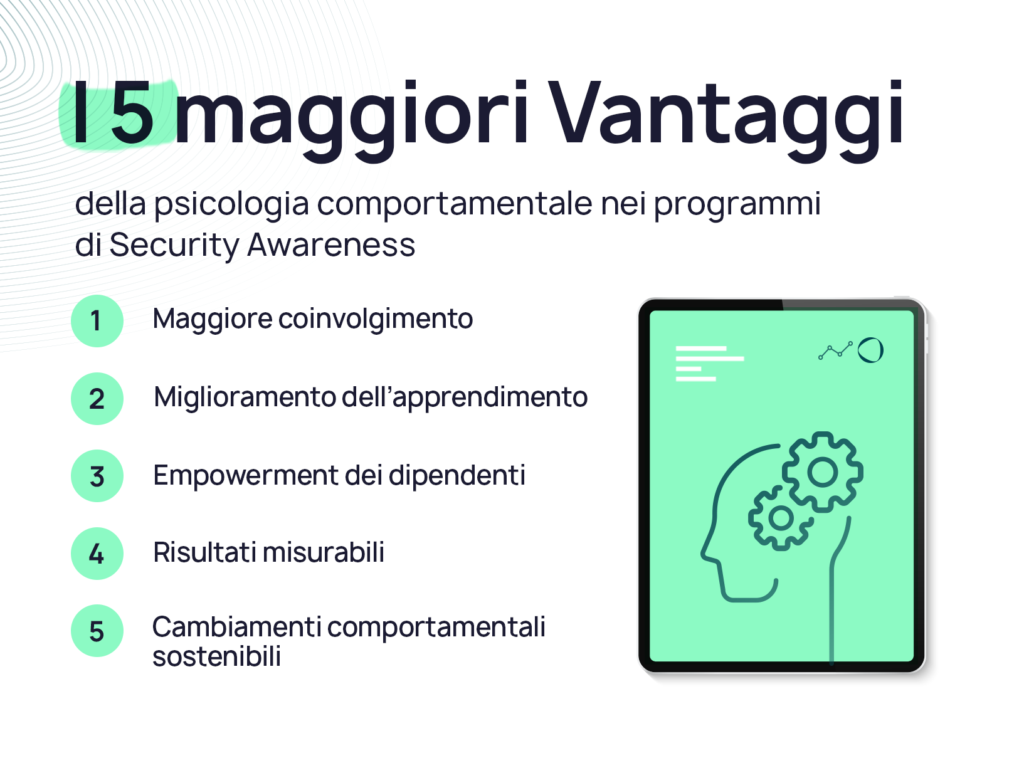 I 5 maggiori Vantaggi
della psicologia comportamentale nei programmi
di Security Awareness
1 Maggiore coinvolgimento
2 Miglioramento dell’apprendimento
3 Empowerment dei dipendenti
4 Risultati misurabili
5 Cambiamenti comportamentali
sostenibili